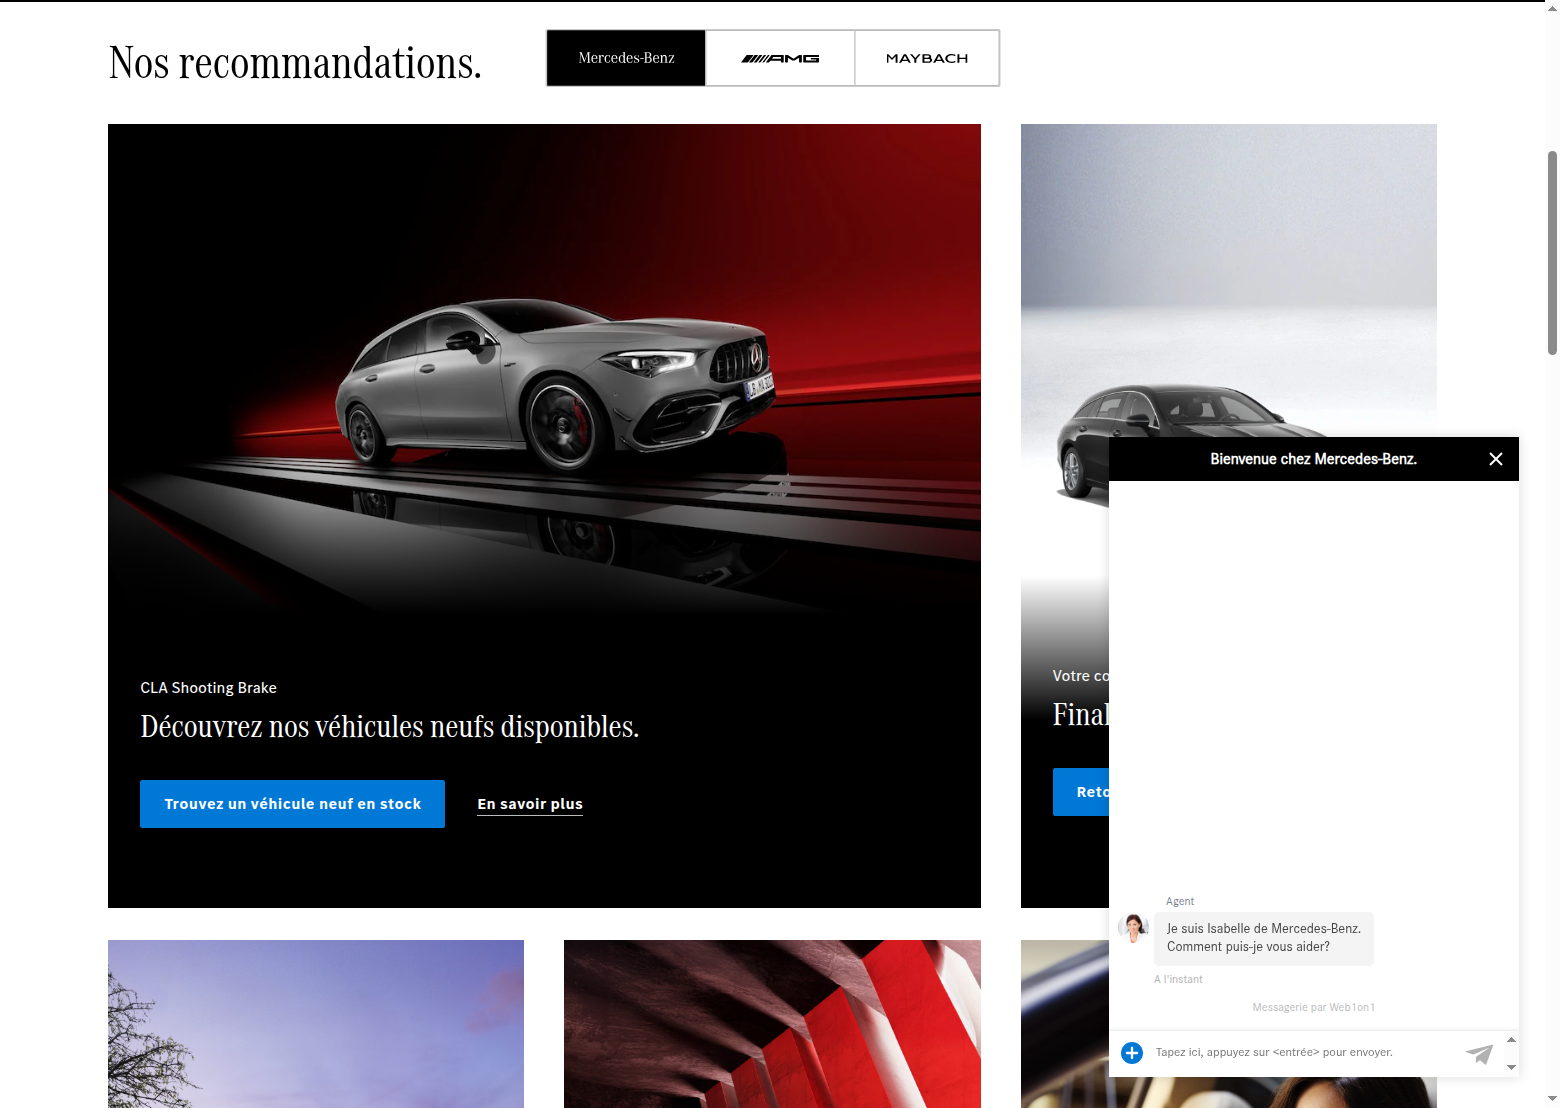 Nos recommandations.
Mercedes-Benz
AMG
MAYBACH
CLA Shooting Brake
Découvrez nos véhicules neufs disponibles.
Trouvez un véhicule neuf en stock
En savoir plus
Votre co
Final
Reto
Bienvenue chez Mercedes-Benz.
Agent
Je suis Isabelle de Mercedes-Benz.
Comment puis-je vous aider?
A l'instant
Messagerie par Web1on1
Tapez ici, appuyez sur <entrée> pour envoyer.